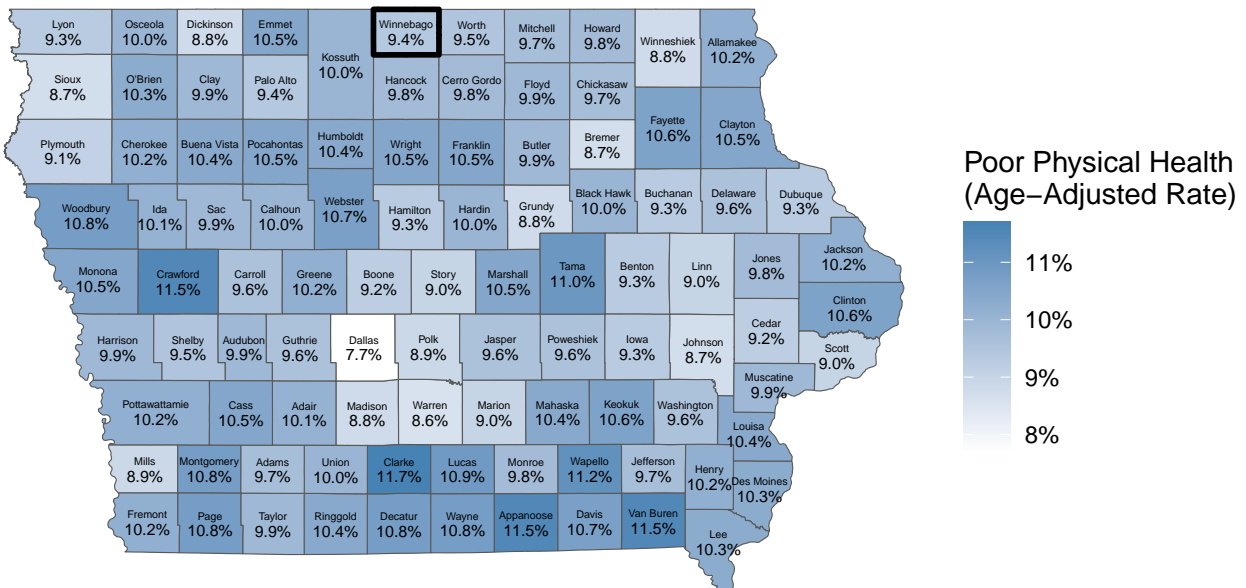 Lyon
9.3%
Osceola
10.0%
Dickinson
8.8%
Emmet
10.5%
Kossuth
10.0%
Winnebago
9.4%
Worth
9.5%
Mitchell
9.7%
Howard
9.8%
Winneshiek
8.8%
Allamakee
10.2%
Sioux
8.7%
O'Brien
10.3%
Clay
9.9%
Palo Alto
9.4%
Hancock
9.8%
Cerro Gordo
9.8%
Floyd
9.9%
Chickasaw
9.7%
Fayette
10.6%
Clayton
10.5%
Plymouth
9.1%
Cherokee
10.2%
Buena Vista
10.4%
Pocahontas
10.5%
Humboldt
10.4%
Wright
10.5%
Franklin
10.5%
Butler
9.9%
Bremer
8.7%
Woodbury
10.8%
Ida
10.1%
Sac
9.9%
Calhoun
10.0%
Webster
10.7%
Hamilton
9.3%
Hardin
10.0%
Grundy
8.8%
Black Hawk
10.0%
Buchanan
9.3%
Delaware
9.6%
Dubuque
9.3%
Monona
10.5%
Crawford
11.5%
Carroll
9.6%
Greene
10.2%
Boone
9.2%
Story
9.0%
Marshall
10.5%
Tama
11.0%
Benton
9.3%
Linn
9.0%
Jones
9.8%
Jackson
10.2%
Clinton
10.6%
Harrison
9.9%
Shelby
9.5%
Audubon
9.9%
Guthrie
9.6%
Dallas
7.7%
Polk
8.9%
Jasper
9.6%
Poweshiek
9.6%
Iowa
9.3%
Johnson
8.7%
Cedar
9.2%
Scott
9.0%
Muscatine
9.9%
Pottawattamie
10.2%
Cass
10.5%
Adair
10.1%
Madison
8.8%
Warren
8.6%
Marion
9.0%
Mahaska
10.4%
Keokuk
10.6%
Washington
9.6%
Louisa
10.4%
Mills
8.9%
Montgomery
10.8%
Adams
9.7%
Union
10.0%
Clarke
11.7%
Lucas
10.9%
Monroe
9.8%
Wapello
11.2%
Jefferson
9.7%
Henry
10.2%
Des Moines
10.3%
Fremont
10.2%
Page
10.8%
Taylor
9.9%
Ringgold
10.4%
Decatur
10.8%
Wayne
10.8%
Appanoose
11.5%
Davis
10.7%
Van Buren
11.5%
Lee
10.3%
Poor Physical Health
(Age−Adjusted Rate)
11%
10%
9%
8%